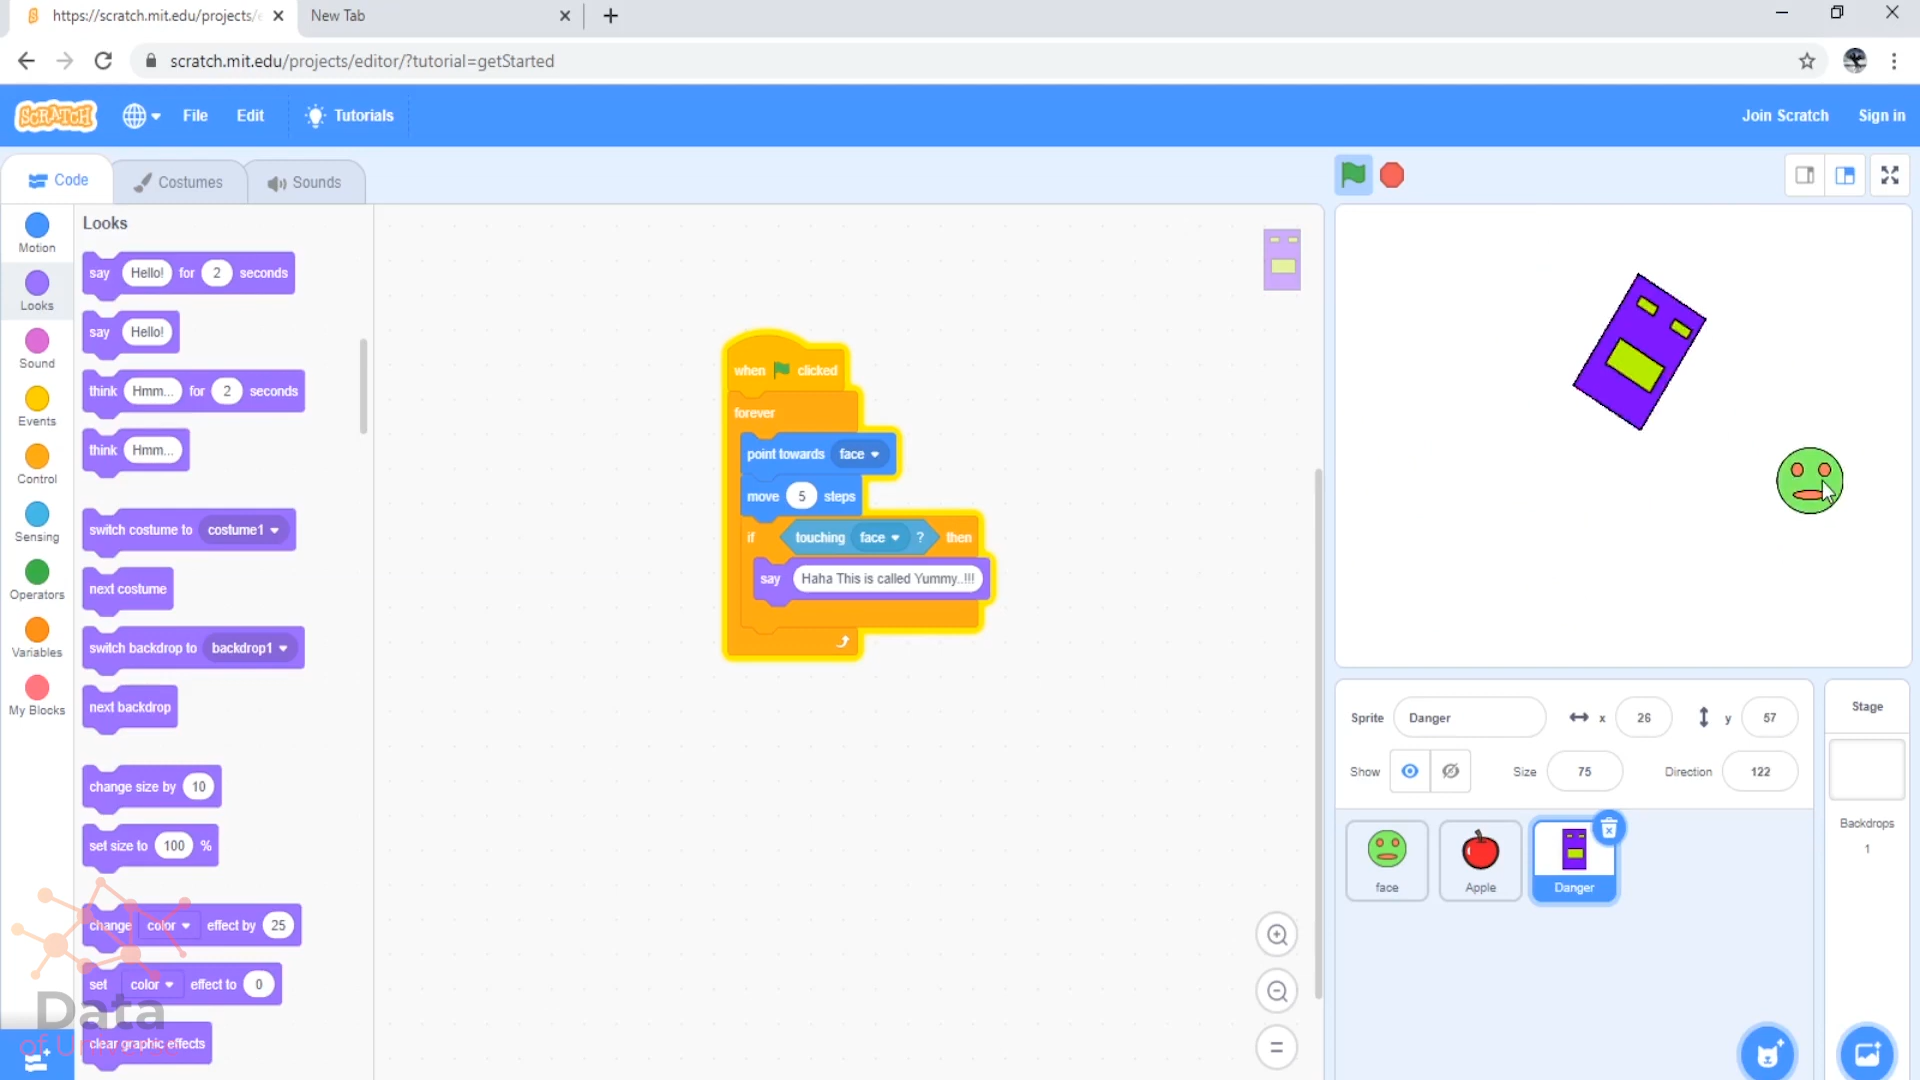 https://scratch.mit.edu/projects/e
New Tab
scratch.mit.edu/projects/editor/?tutorial=getStarted
SCRATCH
File
Edit
Tutorials
Join Scratch
Sign in
Code
Costumes
Sounds
Motion
Looks
Sound
Events
Control
Sensing
Operators
Variables
My Blocks
Looks
say Hello! for 2 seconds
say Hello!
think Hmm... for 2 seconds
think Hmm...
switch costume to costume1
next costume
switch backdrop to backdrop1
next backdrop
change size by 10
set size to 100 %
change color effect by 25
set color effect to 0
clear graphic effects
Data
of Universe
when clicked
forever
point towards face
move 5 steps
if touching face ? then
say Haha This is called Yummy..!!!
Sprite Danger x 26 y 57
Show Size 75 Direction 122
face
Apple
Danger
Stage
Backdrops
1